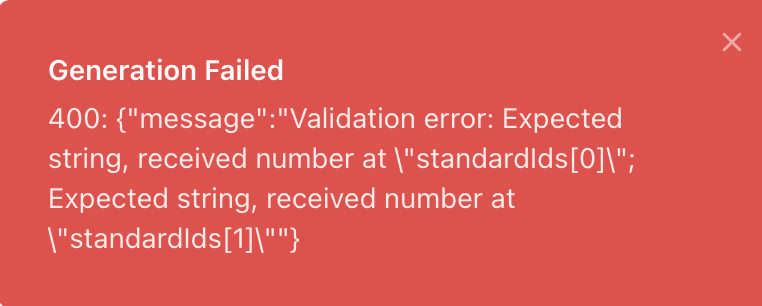 Generation Failed
400: {"message":"Validation error: Expected
string, received number at \"standardIds[0]\";
Expected string, received number at
\"standardIds[1]\""}